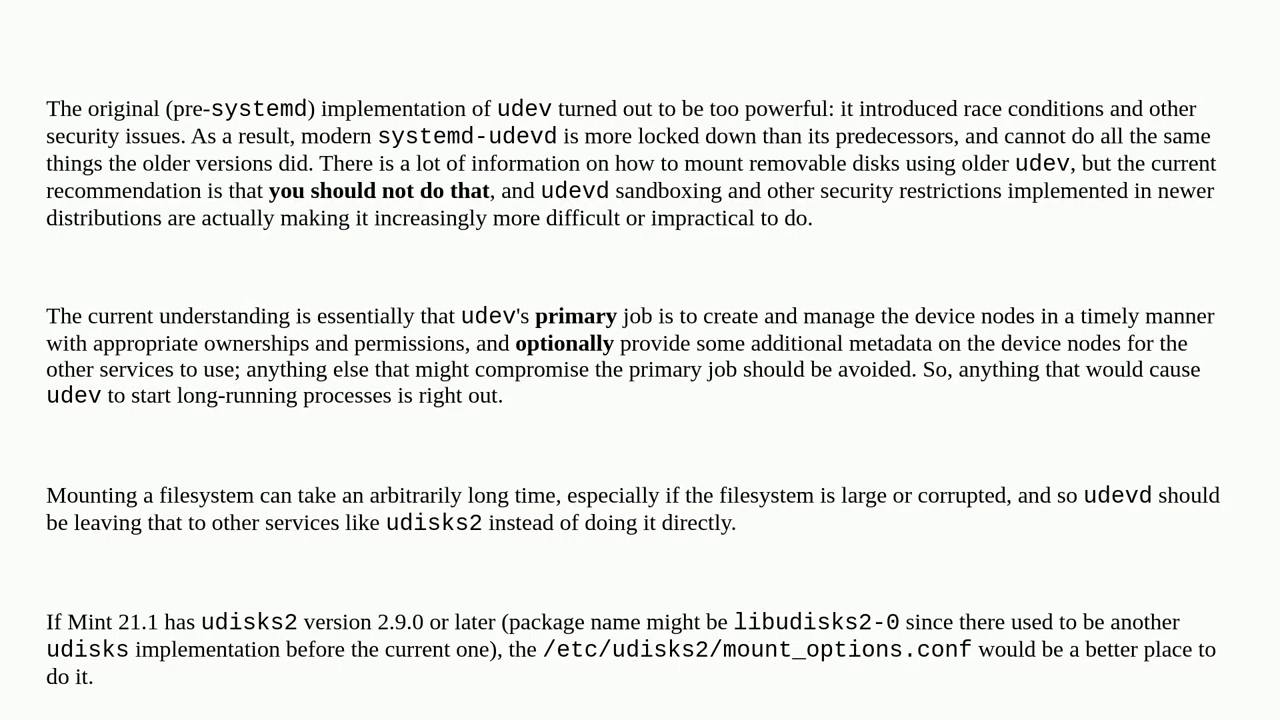 The original (pre-systemd) implementation of udev turned out to be too powerful: it introduced race conditions and other
security issues. As a result, modern systemd-udevd is more locked down than its predecessors, and cannot do all the same
things the older versions did. There is a lot of information on how to mount removable disks using older udev, but the current
recommendation is that you should not do that, and udevd sandboxing and other security restrictions implemented in newer
distributions are actually making it increasingly more difficult or impractical to do.
The current understanding is essentially that udev's primary job is to create and manage the device nodes in a timely manner
with appropriate ownerships and permissions, and optionally provide some additional metadata on the device nodes for the
other services to use; anything else that might compromise the primary job should be avoided. So, anything that would cause
udev to start long-running processes is right out.
Mounting a filesystem can take an arbitrarily long time, especially if the filesystem is large or corrupted, and so udevd should
be leaving that to other services like udisks2 instead of doing it directly.
If Mint 21.1 has udisks2 version 2.9.0 or later (package name might be libudisks2-0 since there used to be another
udisks implementation before the current one), the /etc/udisks2/mount_options.conf would be a better place to
do it.